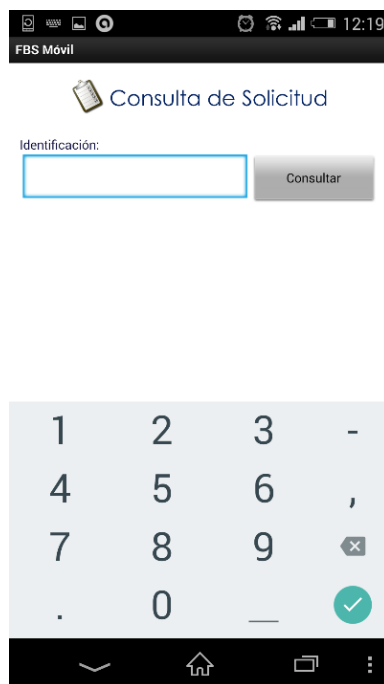 12:19
FBS Móvil
Consulta de Solicitud
Identificación:
Consultar
1 2 3 -
4 5 6 ,
7 8 9
. 0 _